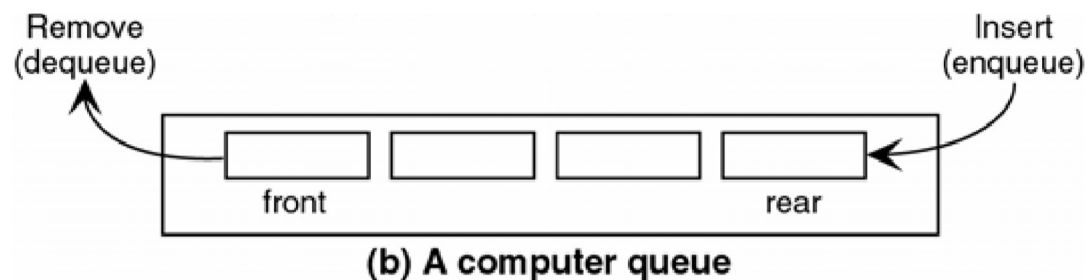 Remove
(dequeue)
Insert
(enqueue)
front
rear
(b) A computer queue